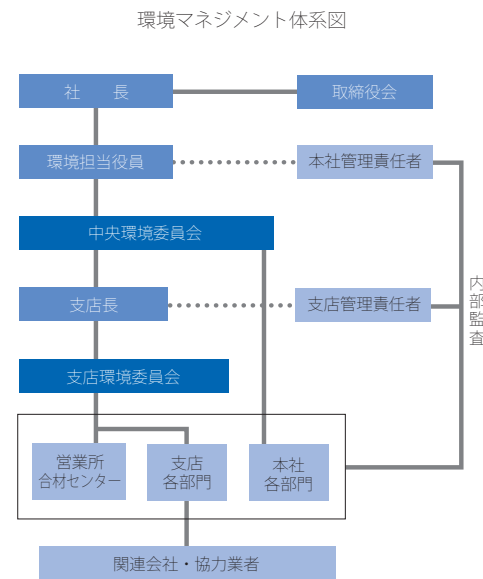 環境マネジメント体系図
社　　長
取締役会
環境担当役員
本社管理責任者
中央環境委員会
支店長
支店管理責任者
内部監査
支店環境委員会
営業所
合材センター
支店
各部門
本社
各部門
関連会社・協力業者